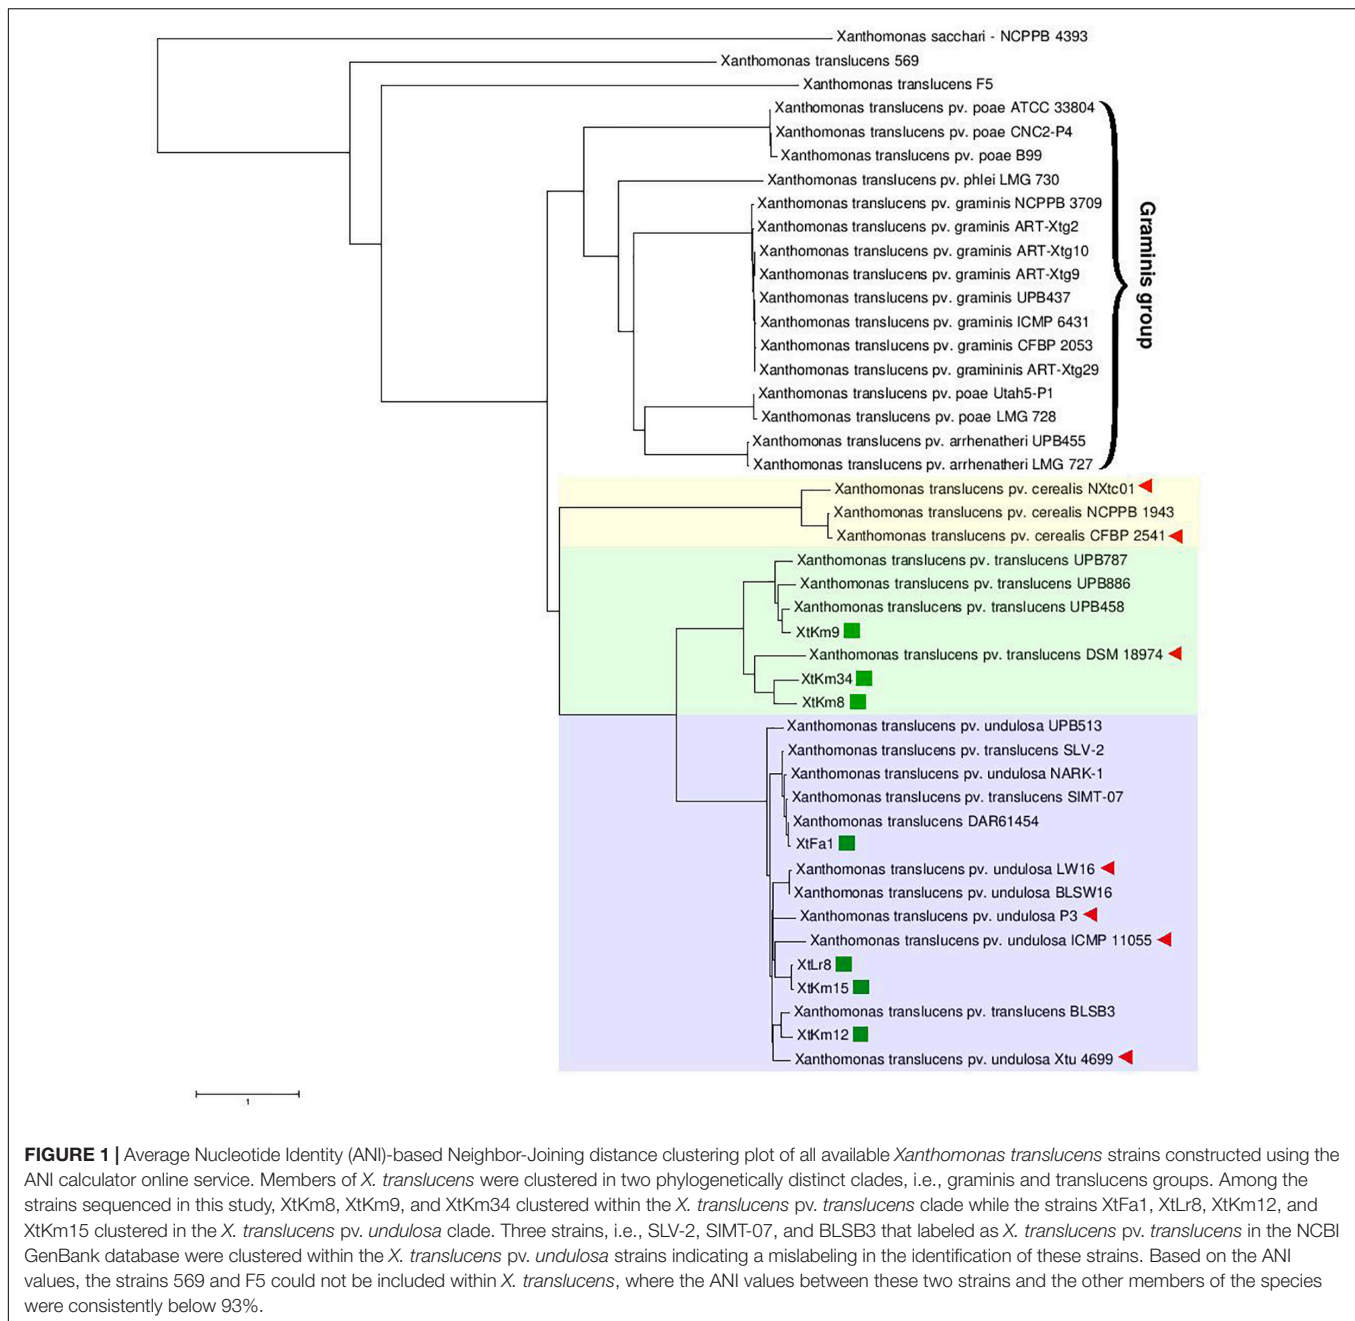 Xanthomonas sacchari - NCPPB 4393
Xanthomonas translucens 569
Xanthomonas translucens F5
Xanthomonas translucens pv. poae ATCC 33804
Xanthomonas translucens pv. poae CNC2-P4
Xanthomonas translucens pv. poae B99
Xanthomonas translucens pv. phlei LMG 730
Xanthomonas translucens pv. graminis NCPPB 3709
Xanthomonas translucens pv. graminis ART-Xtg2
Xanthomonas translucens pv. graminis ART-Xtg10
Xanthomonas translucens pv. graminis ART-Xtg9
Xanthomonas translucens pv. graminis UPB437
Xanthomonas translucens pv. graminis ICMP 6431
Xanthomonas translucens pv. graminis CFBP 2053
Xanthomonas translucens pv. gramininis ART-Xtg29
Xanthomonas translucens pv. poae Utah5-P1
Xanthomonas translucens pv. poae LMG 728
Xanthomonas translucens pv. arrhenatheri UPB455
Xanthomonas translucens pv. arrhenatheri LMG 727
Graminis group
Xanthomonas translucens pv. cerealis NXtc01
Xanthomonas translucens pv. cerealis NCPPB 1943
Xanthomonas translucens pv. cerealis CFBP 2541
Xanthomonas translucens pv. translucens UPB787
Xanthomonas translucens pv. translucens UPB886
Xanthomonas translucens pv. translucens UPB458
XtKm9
Xanthomonas translucens pv. translucens DSM 18974
XtKm34
XtKm8
Xanthomonas translucens pv. undulosa UPB513
Xanthomonas translucens pv. translucens SLV-2
Xanthomonas translucens pv. undulosa NARK-1
Xanthomonas translucens pv. translucens SIMT-07
Xanthomonas translucens DAR61454
XtFa1
Xanthomonas translucens pv. undulosa LW16
Xanthomonas translucens pv. undulosa BLSW16
Xanthomonas translucens pv. undulosa P3
Xanthomonas translucens pv. undulosa ICMP 11055
XtLr8
XtKm15
Xanthomonas translucens pv. translucens BLSB3
XtKm12
Xanthomonas translucens pv. undulosa Xtu 4699
1
FIGURE 1 | Average Nucleotide Identity (ANI)-based Neighbor-Joining distance clustering plot of all available Xanthomonas translucens strains constructed using the
ANI calculator online service. Members of X. translucens were clustered in two phylogenetically distinct clades, i.e., graminis and translucens groups. Among the
strains sequenced in this study, XtKm8, XtKm9, and XtKm34 clustered within the X. translucens pv. translucens clade while the strains XtFa1, XtLr8, XtKm12, and
XtKm15 clustered in the X. translucens pv. undulosa clade. Three strains, i.e., SLV-2, SIMT-07, and BLSB3 that labeled as X. translucens pv. translucens in the NCBI
GenBank database were clustered within the X. translucens pv. undulosa strains indicating a mislabeling in the identification of these strains. Based on the ANI
values, the strains 569 and F5 could not be included within X. translucens, where the ANI values between these two strains and the other members of the species
were consistently below 93%.